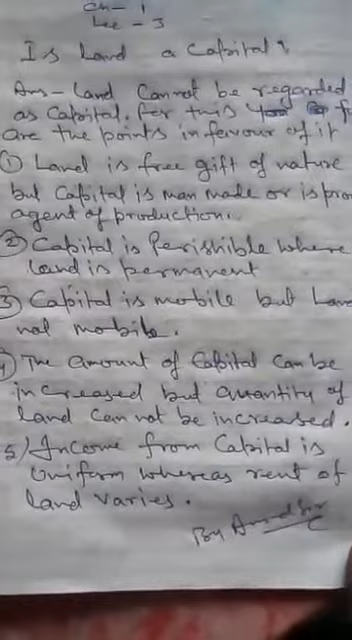 Ch - 1
Lec - 3
Is Land a Capital?
Ans - Land Cannot be regarded
as Capital. For this
are the points in favour of it
① Land is free gift of nature
but Capital is man made or is pro
agent of production.
② Capital is Perishible where
land is permanent
③ Capital is mobile but Lan
not mobile.
4) The amount of Capital can be
increased but quantity of
land can not be increased.
5) Income from Capital is
Uniform whereas rent of
land varies.
By